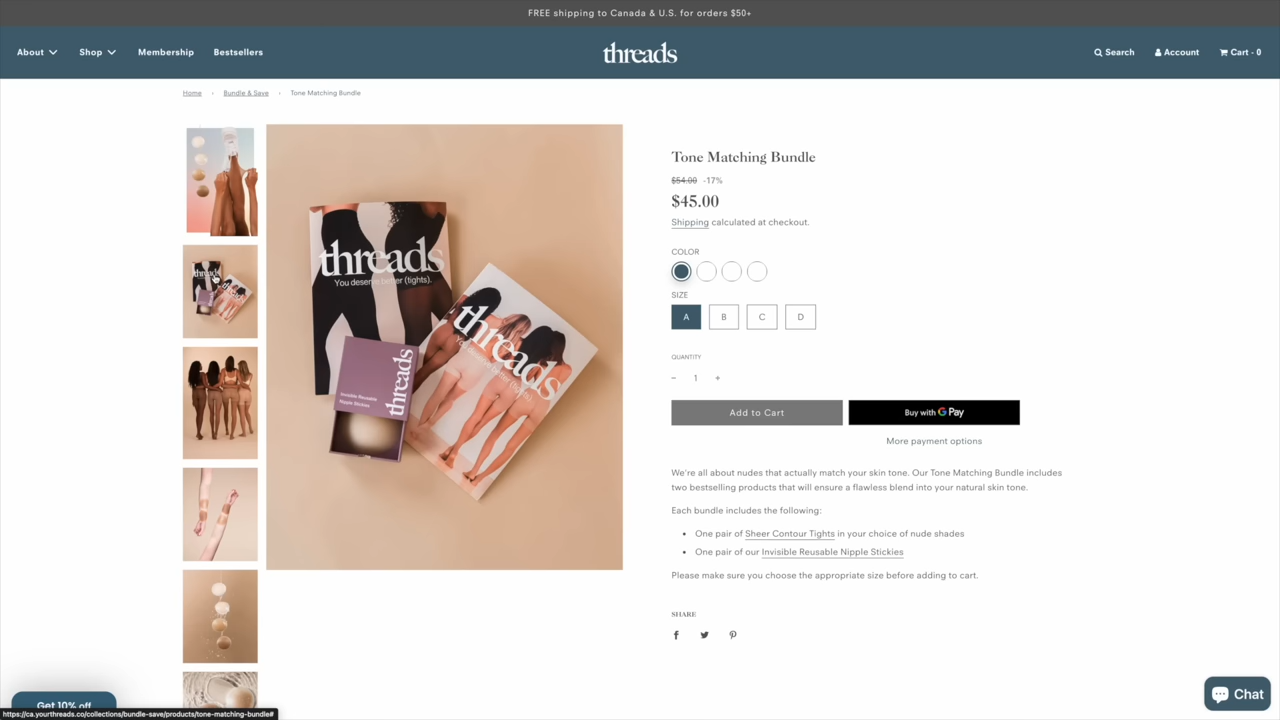 FREE shipping to Canada & U.S. for orders $50+
About
Shop
Membership
Bestsellers
threads
Search
Account
Cart - 0
Home
Bundle & Save
Tone Matching Bundle
threads
You deserve better (tights).
threads
Invisible Reusable
Nipple Stickies
threads
You deserve better (tights).
Tone Matching Bundle
$54.00 -17%
$45.00
Shipping calculated at checkout.
COLOR
SIZE
A B C D
QUANTITY
− 1 +
Add to Cart
Buy with G Pay
More payment options
We're all about nudes that actually match your skin tone. Our Tone Matching Bundle includes
two bestselling products that will ensure a flawless blend into your natural skin tone.
Each bundle includes the following:
• One pair of Sheer Contour Tights in your choice of nude shades
• One pair of our Invisible Reusable Nipple Stickies
Please make sure you choose the appropriate size before adding to cart.
SHARE
Get 10% off
Chat
https://ca.yourthreads.co/collections/bundle-save/products/tone-matching-bundle#